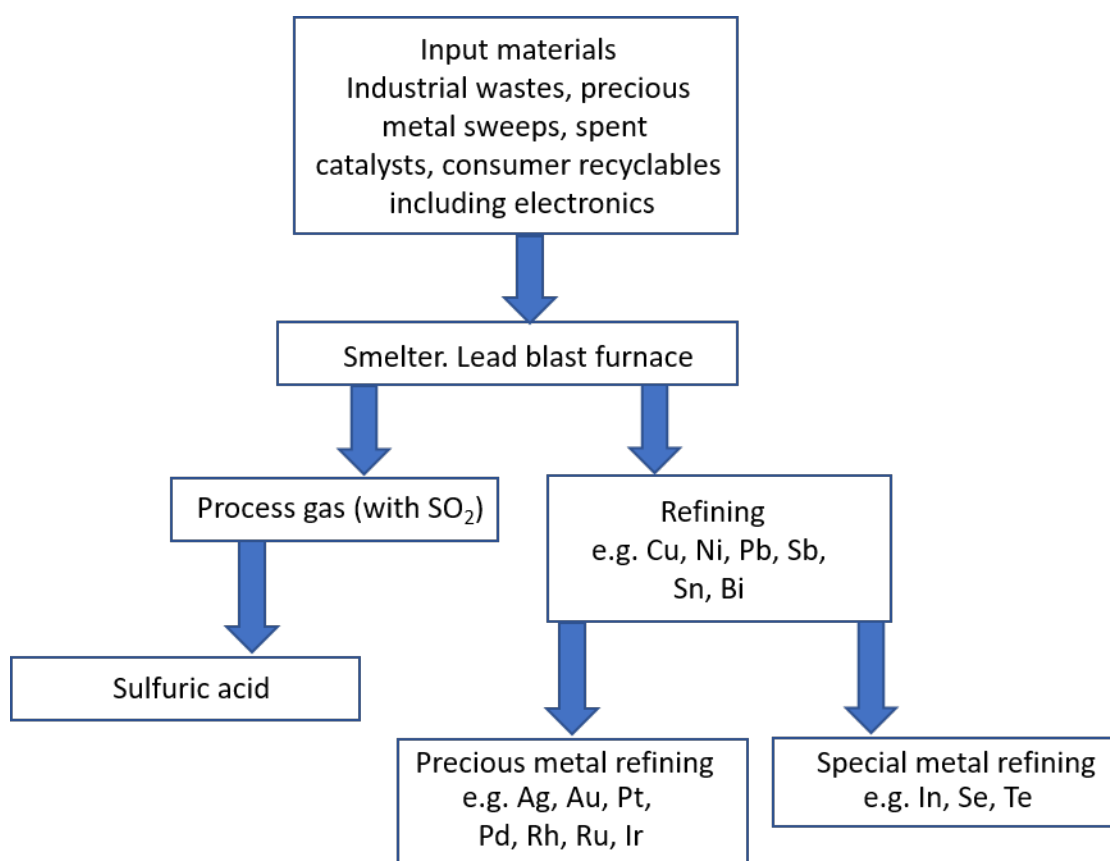 Input materials
Industrial wastes, precious
metal sweeps, spent
catalysts, consumer recyclables
including electronics
Smelter. Lead blast furnace
Process gas (with SO₂)
Refining
e.g. Cu, Ni, Pb, Sb,
Sn, Bi
Sulfuric acid
Precious metal refining
e.g. Ag, Au, Pt,
Pd, Rh, Ru, Ir
Special metal refining
e.g. In, Se, Te